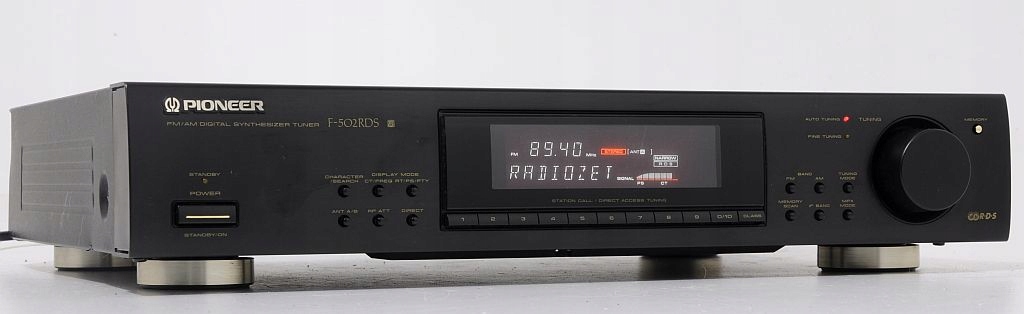 PIONEER
FM/AM DIGITAL SYNTHESIZER TUNER F-502RDS
STANDBY
POWER
STANDBY/ON
CHARACTER
/SEARCH
DISPLAY MODE
CT/FREQ RT/PS/PTY
ANT A/B RF ATT DIRECT
FM 89.40 MHz STEREO ANT
NARROW
RDS
RADIOZET SIGNAL
PS CT
STATION CALL · DIRECT ACCESS TUNING
1 2 3 4 5 6 7 8 9 0/10 CLASS
AUTO TUNING TUNING
FINE TUNING
MEMORY
BAND
FM AM
TUNING
MODE
MEMORY
SCAN
IF BAND
MPX
MODE
R·D·S